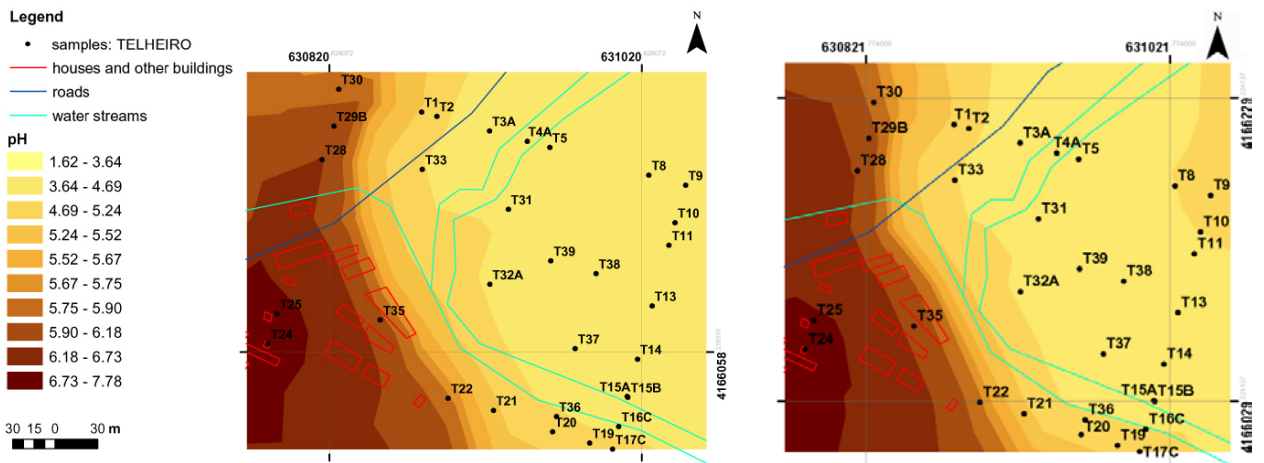 Legend
samples: TELHEIRO
houses and other buildings
roads
water streams
pH
1.62 - 3.64
3.64 - 4.69
4.69 - 5.24
5.24 - 5.52
5.52 - 5.67
5.67 - 5.75
5.75 - 5.90
5.90 - 6.18
6.18 - 6.73
6.73 - 7.78
30 15 0 30 m
N
630820
631020
T30
T1
T2
T29B
T3A
T4A
T5
T28
T33
T8
T9
T31
T10
T11
T39
T38
T32A
T25
T35
T13
T24
T37
T14
4166058
T22
T15A
T15B
T21
T36
T16C
T19
T17C
N
630821
631021
T30
4166229
T1
T2
T29B
T3A
T4A
T5
T28
T33
T8
T9
T31
T10
T11
T39
T38
T32A
T25
T35
T13
T24
T37
T14
T22
T15A
T15B
4166029
T21
T36
T20
T16C
T19
T17C